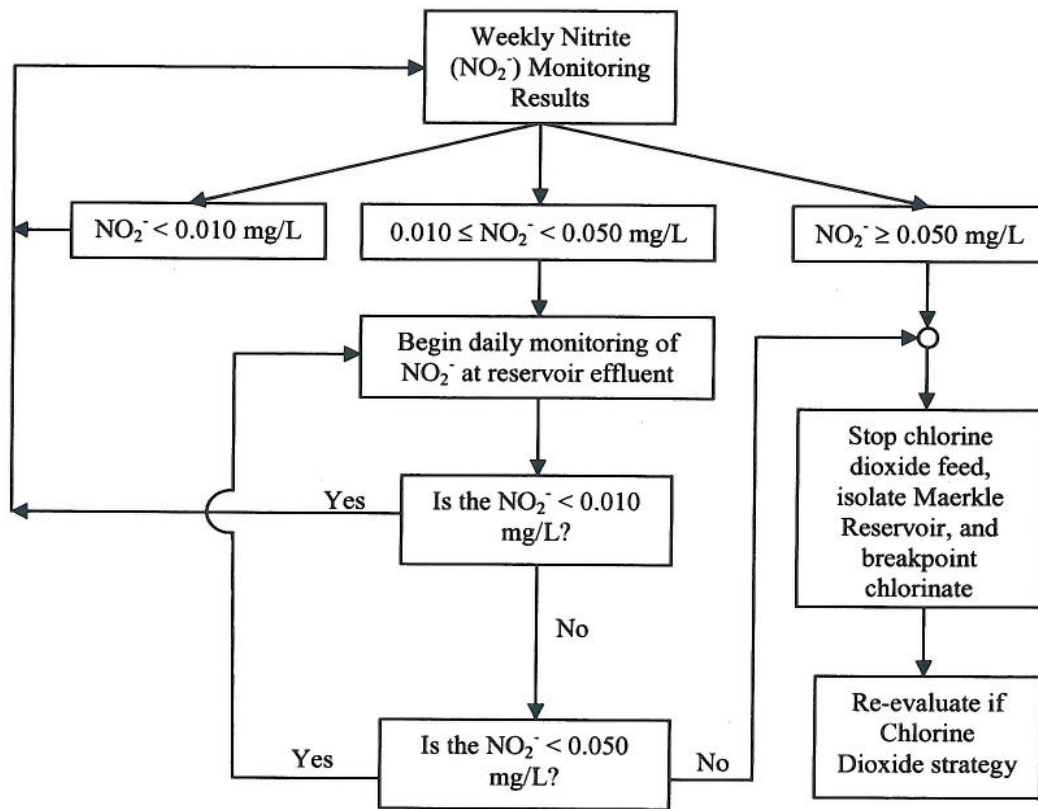 Weekly Nitrite
(NO₂⁻) Monitoring
Results
NO₂⁻ < 0.010 mg/L
0.010 ≤ NO₂⁻ < 0.050 mg/L
NO₂⁻ ≥ 0.050 mg/L
Begin daily monitoring of
NO₂⁻ at reservoir effluent
Stop chlorine
dioxide feed,
isolate Maerkle
Reservoir, and
breakpoint
chlorinate
Yes
Is the NO₂⁻ < 0.010
mg/L?
No
Re-evaluate if
Chlorine
Dioxide strategy
Yes
Is the NO₂⁻ < 0.050
mg/L?
No